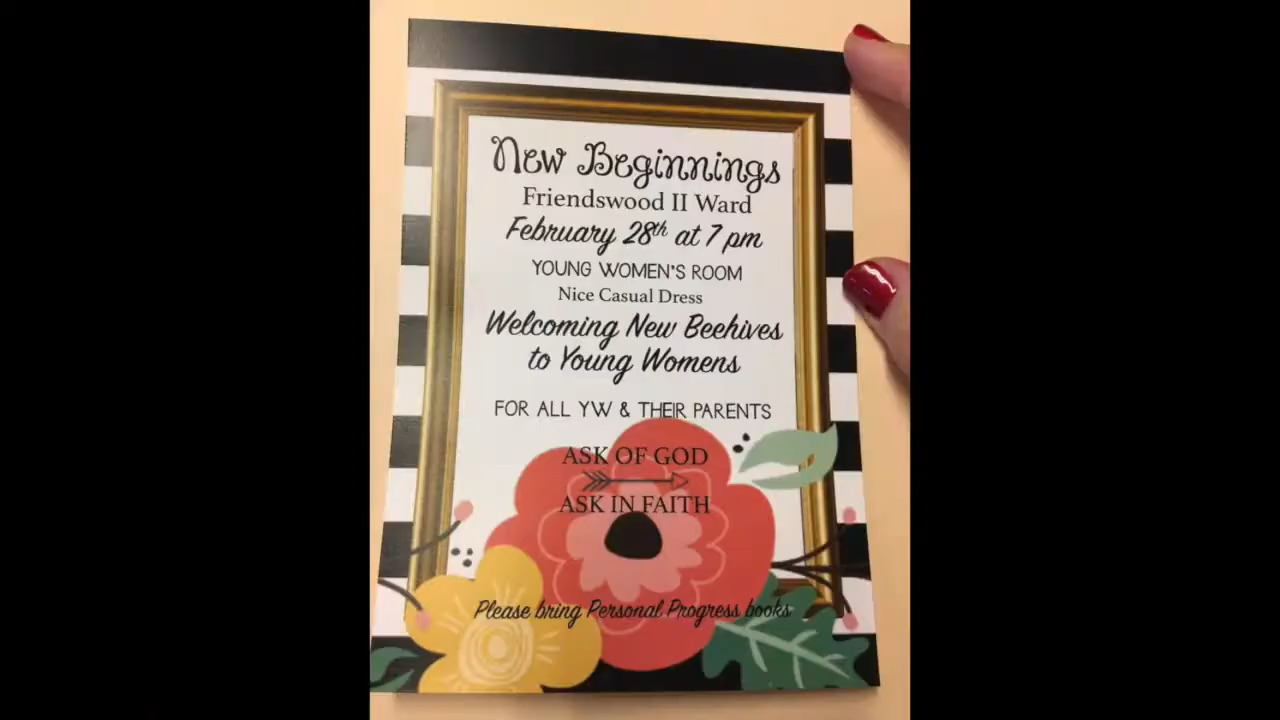 New Beginnings
Friendswood II Ward
February 28th at 7 pm
YOUNG WOMEN'S ROOM
Nice Casual Dress
Welcoming New Beehives
to Young Womens
FOR ALL YW & THEIR PARENTS
ASK OF GOD
ASK IN FAITH
Please bring Personal Progress books